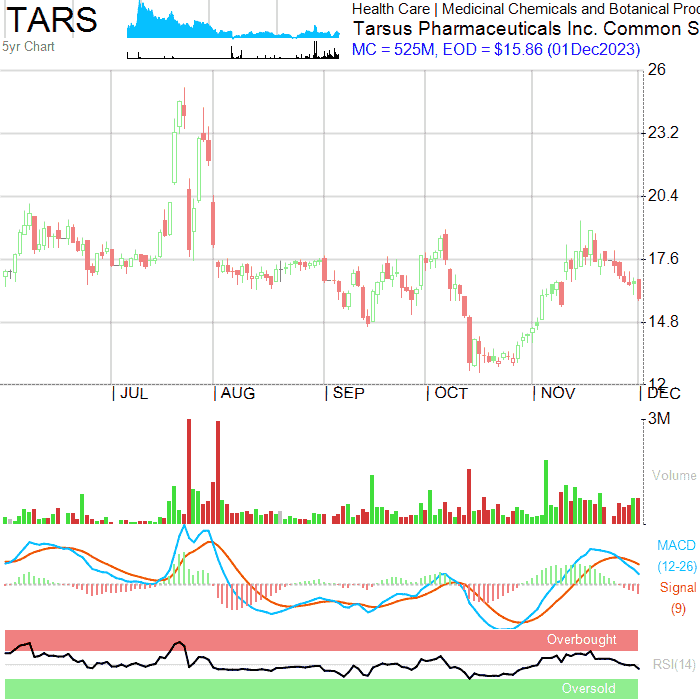 TARS
5yr Chart
Health Care | Medicinal Chemicals and Botanical Prod
Tarsus Pharmaceuticals Inc. Common S
MC = 525M, EOD = $15.86 (01Dec2023)
26
23.2
20.4
17.6
14.8
12
JUL
AUG
SEP
OCT
NOV
DEC
3M
Volume
MACD
(12-26)
Signal
(9)
Overbought
RSI(14)
Oversold